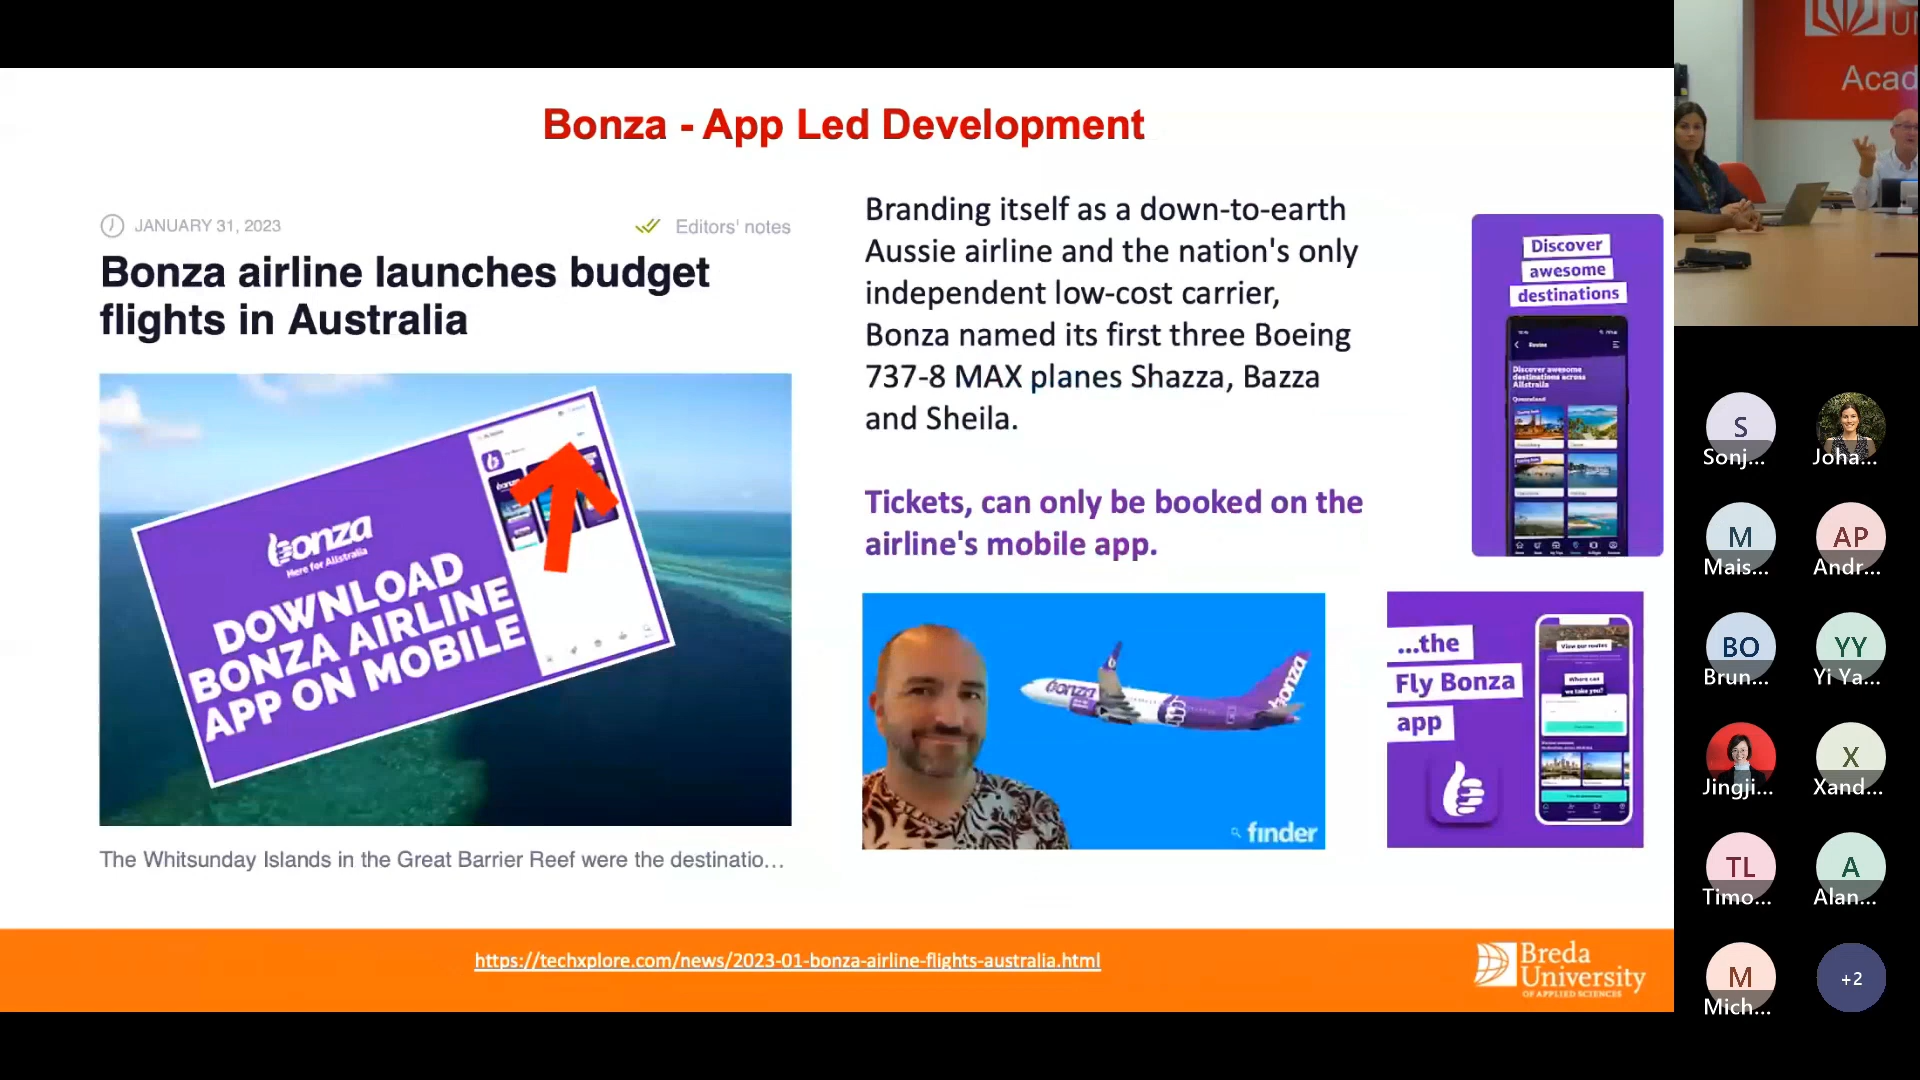 Bonza - App Led Development
JANUARY 31, 2023
Editors' notes
Bonza airline launches budget
flights in Australia
bonza
Here for Allstralia
DOWNLOAD
BONZA AIRLINE
APP ON MOBILE
The Whitsunday Islands in the Great Barrier Reef were the destinatio…
Branding itself as a down-to-earth
Aussie airline and the nation's only
independent low-cost carrier,
Bonza named its first three Boeing
737-8 MAX planes Shazza, Bazza
and Sheila.
Tickets, can only be booked on the
airline's mobile app.
bonza
bonza
finder
Discover
awesome
destinations
Routes
Discover awesome
destinations across
Allstralia
Queensland
...the
Fly Bonza
app
View our routes
Where can
we take you?
https://techxplore.com/news/2023-01-bonza-airline-flights-australia.html
Breda
University
OF APPLIED SCIENCES
Acad
S
Sonj...
Joha...
M
Mais...
AP
Andr...
BO
Brun...
YY
Yi Ya...
Jingji...
X
Xand...
TL
Timo...
A
Alan...
M
Mich...
+2